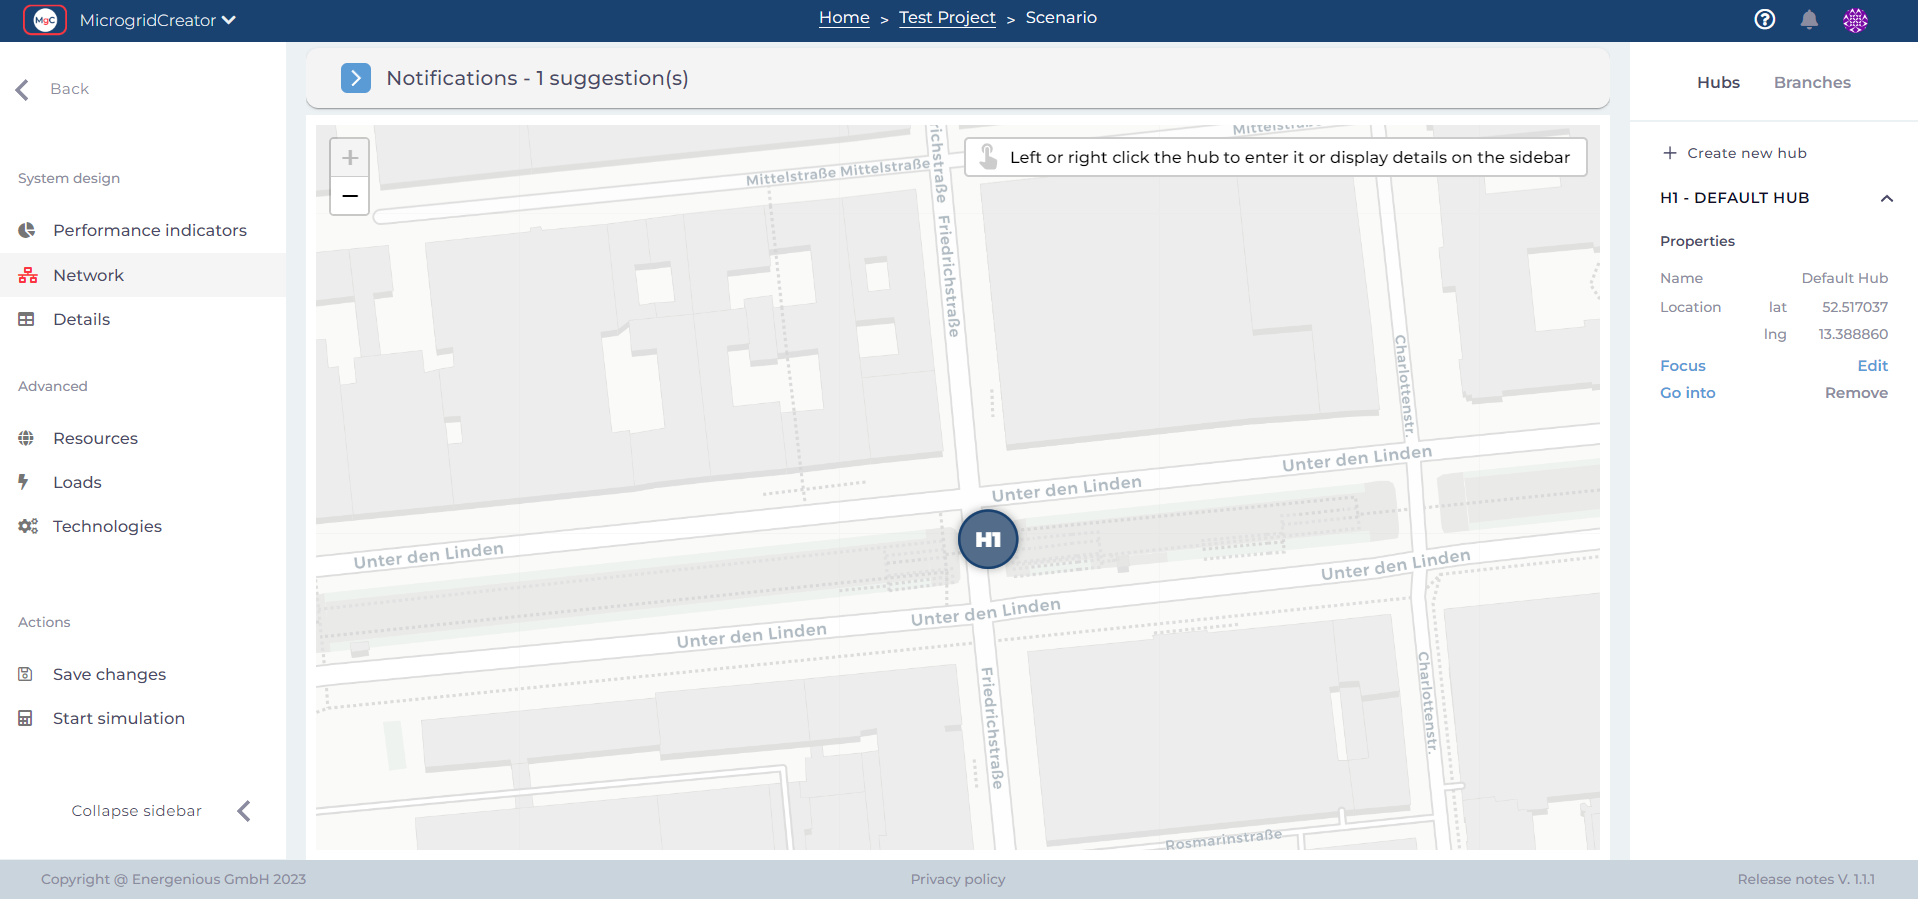 MgC MicrogridCreator
Home > Test Project > Scenario
Back
System design
Performance indicators
Network
Details
Advanced
Resources
Loads
Technologies
Actions
Save changes
Start simulation
Collapse sidebar
Notifications - 1 suggestion(s)
+
−
Left or right click the hub to enter it or display details on the sidebar
Mittelstraße Mittelstraße
Friedrichstraße
Charlottenstr.
Unter den Linden
Unter den Linden
Unter den Linden
H1
Unter den Linden
Unter den Linden
Unter den Linden
Friedrichstraße
Charlottenstr.
Rosmarinstraße
Hubs
Branches
+ Create new hub
H1 - DEFAULT HUB
Properties
Name Default Hub
Location lat 52.517037
lng 13.388860
Focus Edit
Go into Remove
Copyright @ Energenious GmbH 2023
Privacy policy
Release notes V. 1.1.1